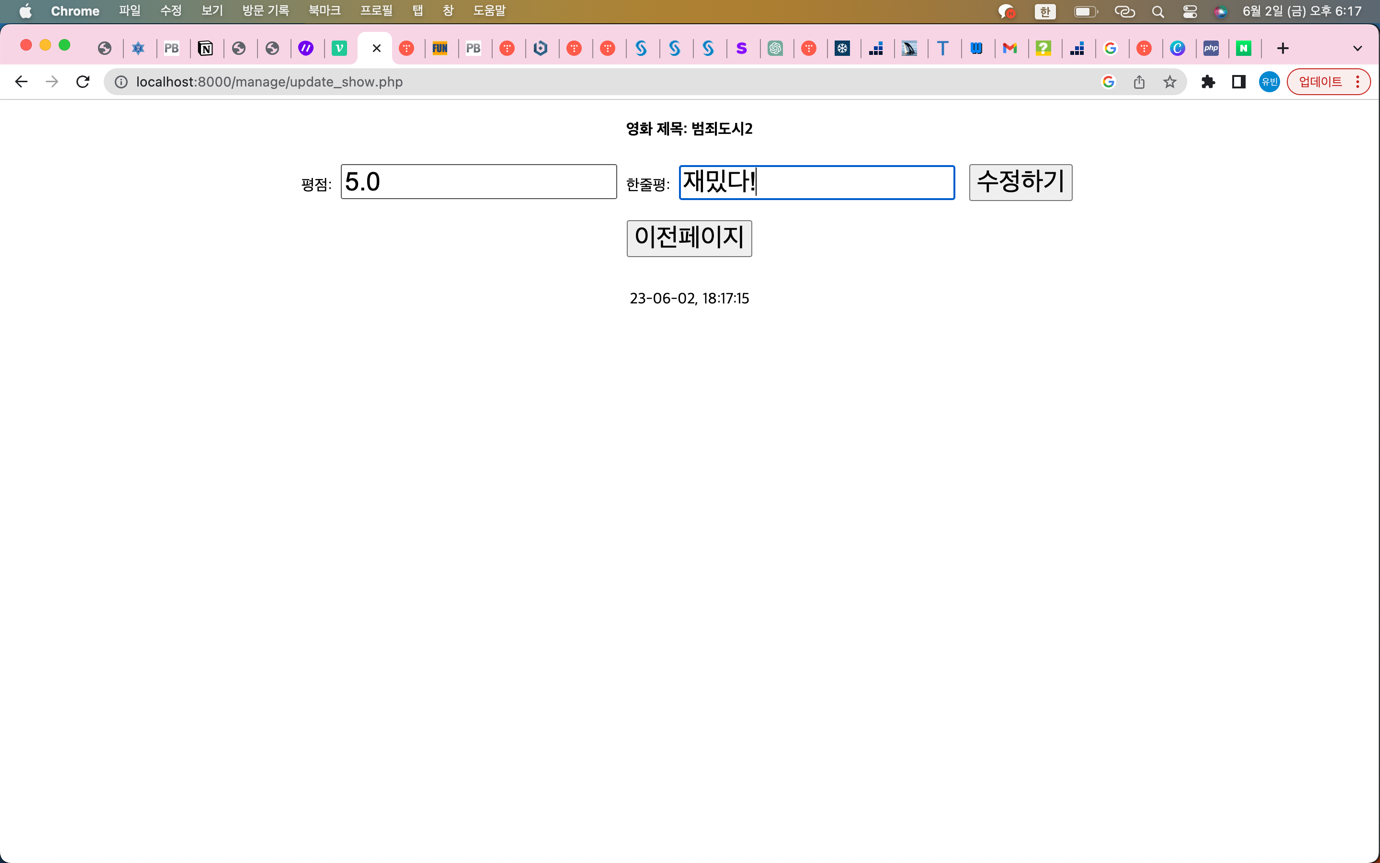 Chrome 파일 수정 보기 방문 기록 북마크 프로필 탭 창 도움말 한 6월 2일 (금) 오후 6:17
PB N V FUN PB S S S S T W M ? G C php N
localhost:8000/manage/update_show.php G 유빈 업데이트
영화 제목: 범죄도시2
평점: 5.0 한줄평: 재밌다! 수정하기
이전페이지
23-06-02, 18:17:15